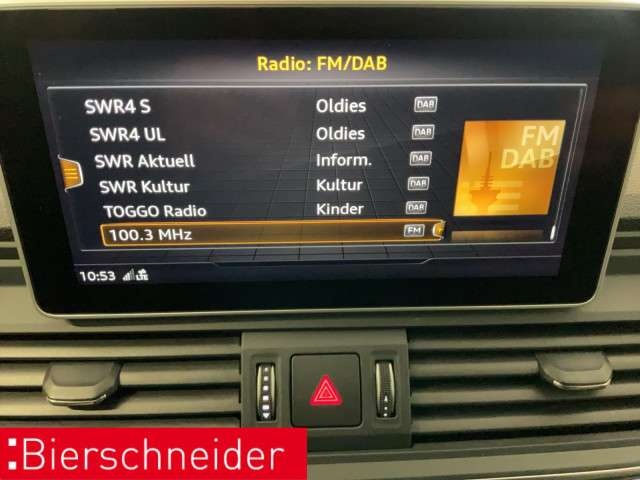 Radio: FM/DAB
SWR4 S Oldies DAB
SWR4 UL Oldies DAB
SWR Aktuell Inform. DAB
SWR Kultur Kultur DAB
TOGGO Radio Kinder DAB
100.3 MHz FM
FM
DAB
10:53 LTE
Bierschneider